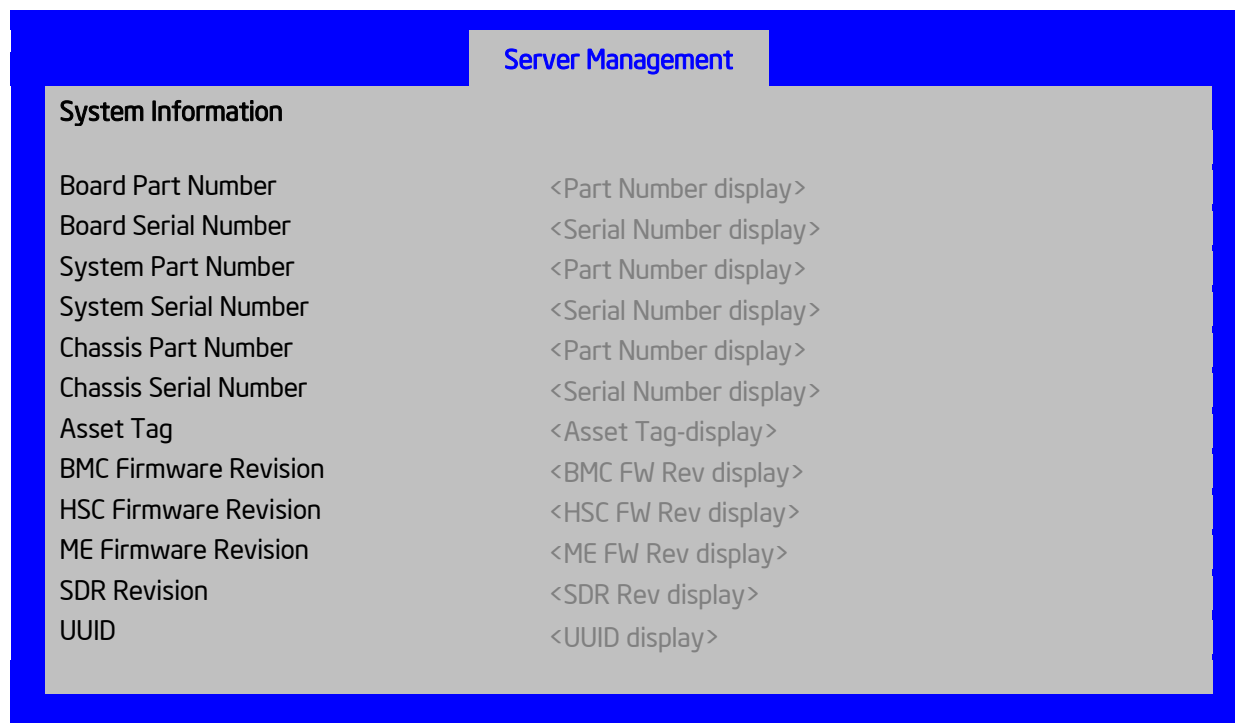 Server Management
System Information
Board Part Number <Part Number display>
Board Serial Number <Serial Number display>
System Part Number <Part Number display>
System Serial Number <Serial Number display>
Chassis Part Number <Part Number display>
Chassis Serial Number <Serial Number display>
Asset Tag <Asset Tag-display>
BMC Firmware Revision <BMC FW Rev display>
HSC Firmware Revision <HSC FW Rev display>
ME Firmware Revision <ME FW Rev display>
SDR Revision <SDR Rev display>
UUID <UUID display>